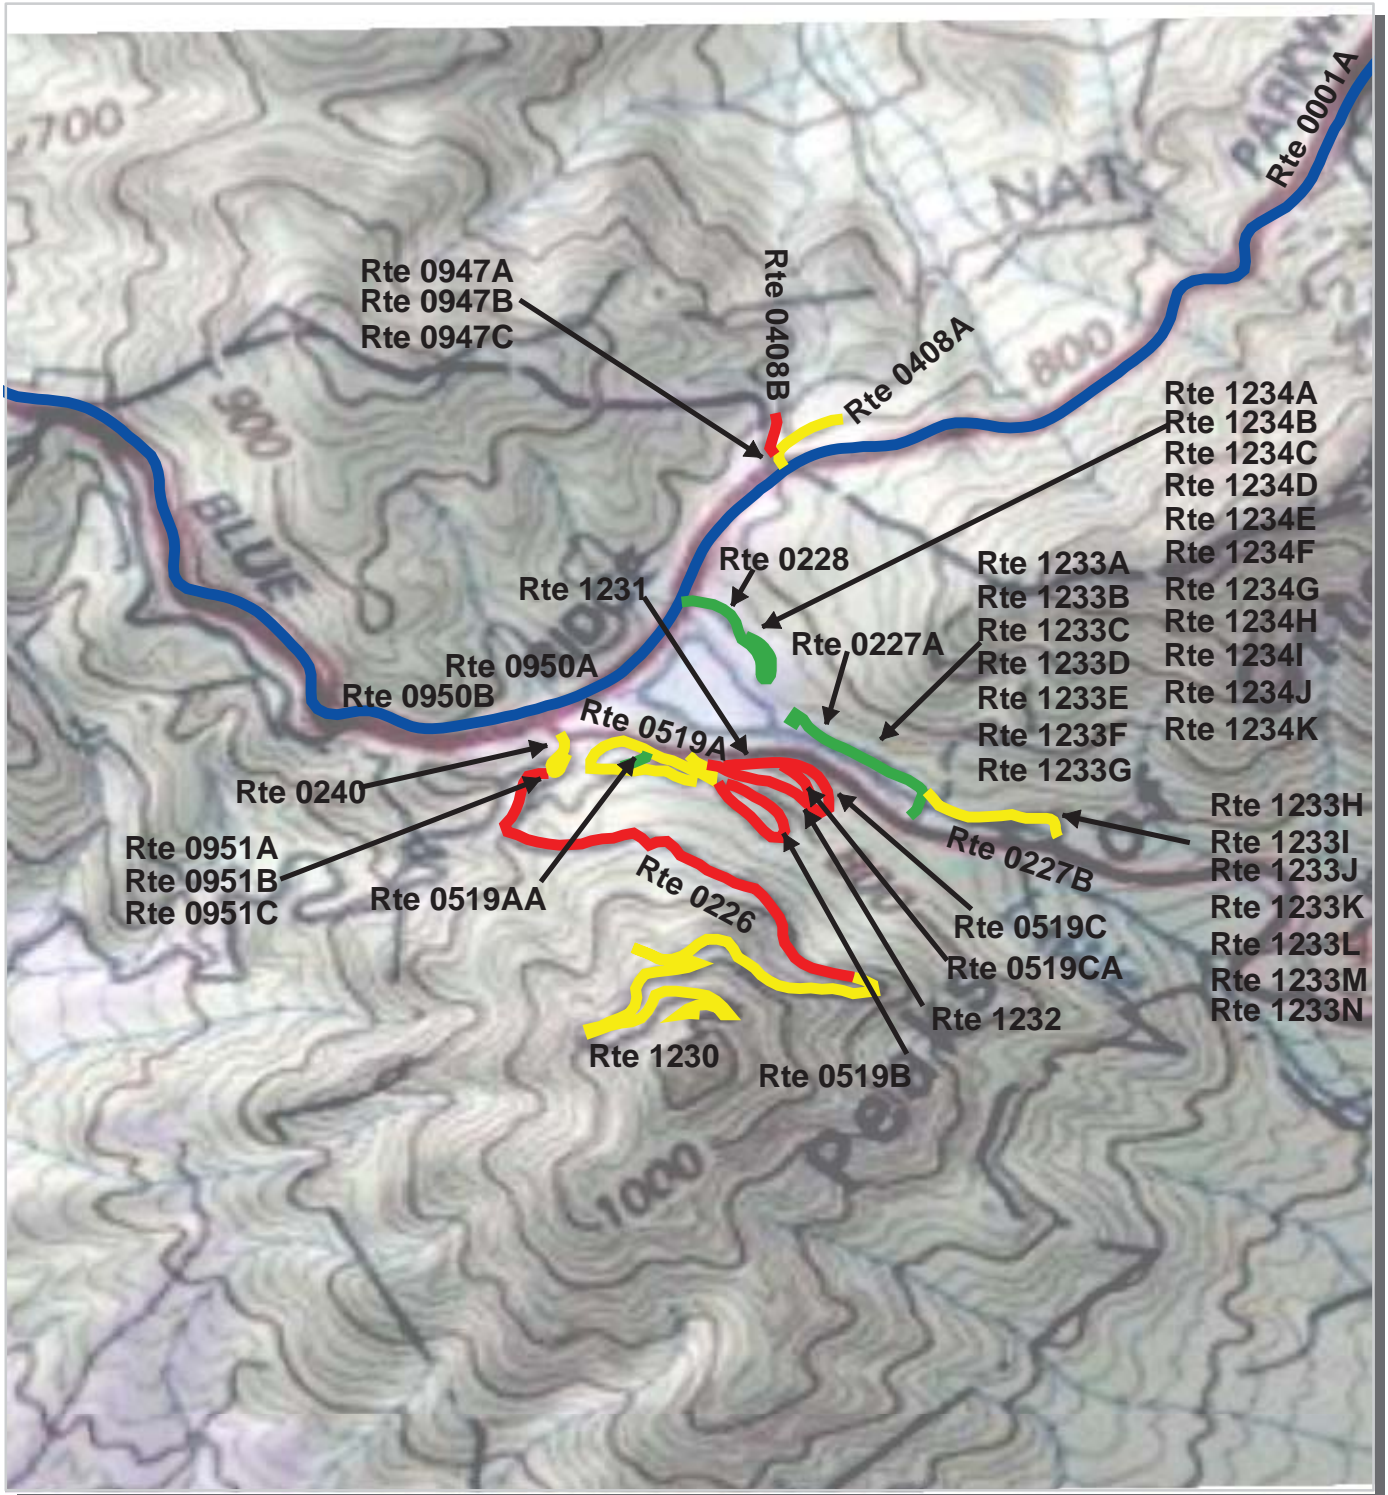 700
PARKW
Rte 0001A
NAT
Rte 0947A
Rte 0947B
Rte 0947C
Rte 0408B
Rte 0408A
800
900
Rte 1234A
Rte 1234B
Rte 1234C
Rte 1234D
Rte 1234E
Rte 1234F
Rte 1234G
Rte 1234H
Rte 1234I
Rte 1234J
Rte 1234K
BLUE
Rte 0228
Rte 1231
Rte 1233A
Rte 1233B
Rte 1233C
Rte 1233D
Rte 1233E
Rte 1233F
Rte 1233G
RIDGE
Rte 0227A
Rte 0950A
Rte 0950B
Rte 0519A
Rte 0240
Rte 1233H
Rte 1233I
Rte 1233J
Rte 1233K
Rte 1233L
Rte 1233M
Rte 1233N
Rte 0227B
Rte 0951A
Rte 0951B
Rte 0951C
Rte 0519AA
Rte 0226
Rte 0519C
Rte 0519CA
Rte 1232
Rte 1230
Rte 0519B
1000